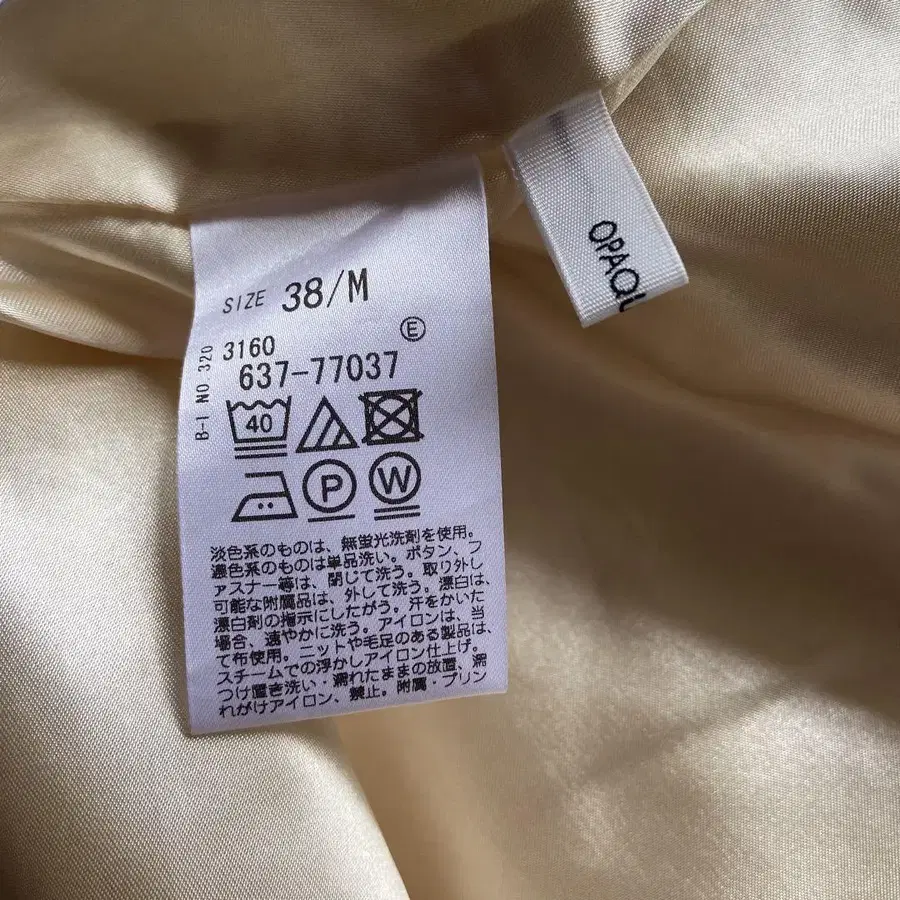 SIZE 38/M
E
3160
637-77037
B-I NO 320
40
P
W
淡色系のものは、無蛍光洗剤を使用。
濃色系のものは単品洗い。ボタン、フ
ァスナー等は、閉じて洗う。取り外し
可能な附属品は、外して洗う。漂白は、
漂白剤の指示にしたがう。汗をかいた
場合、速やかに洗う。アイロンは、当
て布使用。ニットや毛足のある製品は、
スチームでの浮かしアイロン仕上げ。
つけ置き洗い・濡れたままの放置、濡
れがけアイロン、禁止。附属・プリン
OPAQU